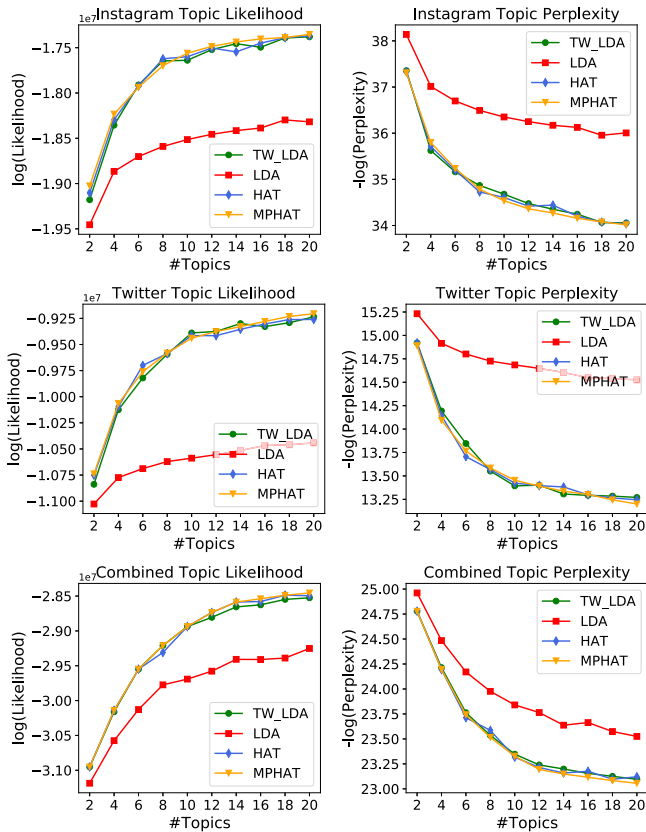 Instagram Topic Likelihood
1e7
−1.75
−1.80
−1.85
−1.90
−1.95
log(Likelihood)
2 4 6 8 10 12 14 16 18 20
#Topics
TW_LDA
LDA
HAT
MPHAT
Instagram Topic Perplexity
38
37
36
35
34
-log(Perplexity)
2 4 6 8 10 12 14 16 18 20
#Topics
TW_LDA
LDA
HAT
MPHAT
Twitter Topic Likelihood
1e7
−0.925
−0.950
−0.975
−1.000
−1.025
−1.050
−1.075
−1.100
log(Likelihood)
2 4 6 8 10 12 14 16 18 20
#Topics
TW_LDA
LDA
HAT
MPHAT
Twitter Topic Perplexity
15.25
15.00
14.75
14.50
14.25
14.00
13.75
13.50
13.25
-log(Perplexity)
2 4 6 8 10 12 14 16 18 20
#Topics
TW_LDA
LDA
HAT
MPHAT
Combined Topic Likelihood
1e7
−2.85
−2.90
−2.95
−3.00
−3.05
−3.10
log(Likelihood)
2 4 6 8 10 12 14 16 18 20
#Topics
TW_LDA
LDA
HAT
MPHAT
Combined Topic Perplexity
25.00
24.75
24.50
24.25
24.00
23.75
23.50
23.25
23.00
-log(Perplexity)
2 4 6 8 10 12 14 16 18 20
#Topics
TW_LDA
LDA
HAT
MPHAT